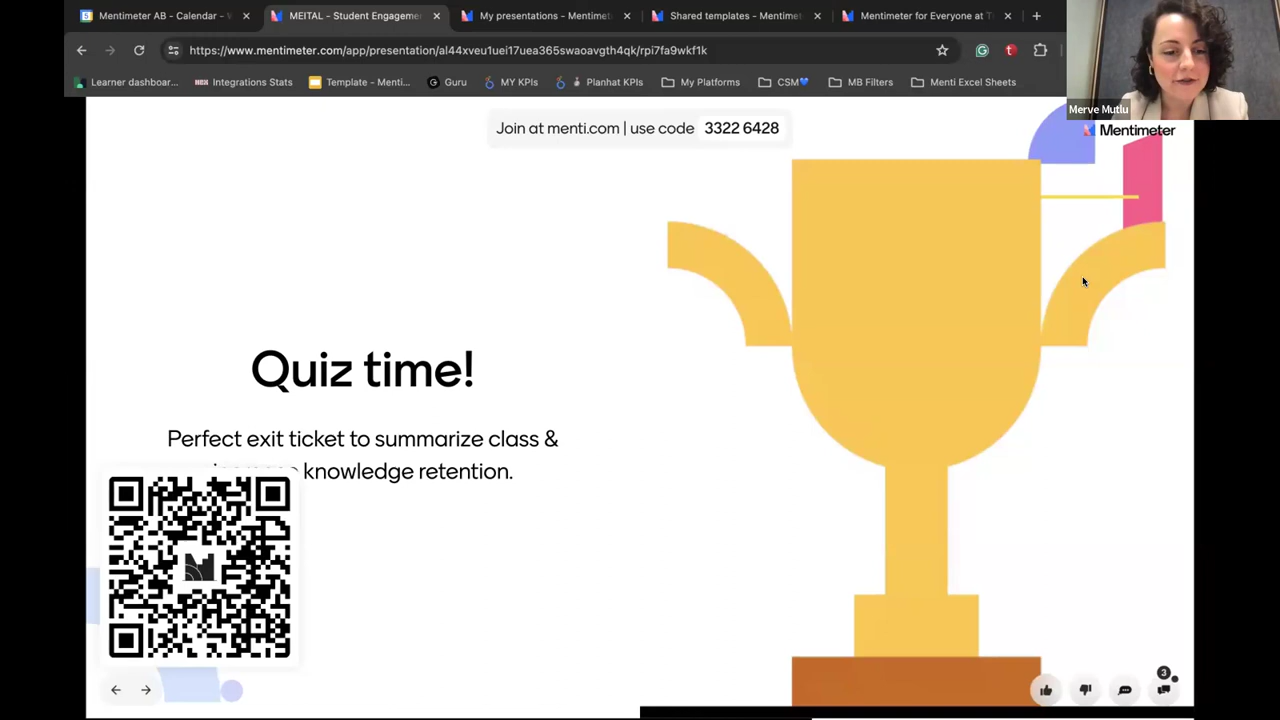 Mentimeter AB - Calendar - W
MEITAL - Student Engageme
My presentations - Mentimet
Shared templates - Mentime
Mentimeter for Everyone at T
https://www.mentimeter.com/app/presentation/al44xveu1uei17uea365swaoavgth4qk/rpi7fa9wkf1k
Learner dashboar...
Integrations Stats
Template - Menti...
Guru
MY KPIs
Planhat KPIs
My Platforms
CSM
MB Filters
Menti Excel Sheets
Merve Mutlu
Join at menti.com | use code 3322 6428
Mentimeter
Quiz time!
Perfect exit ticket to summarize class &
increase knowledge retention.
3